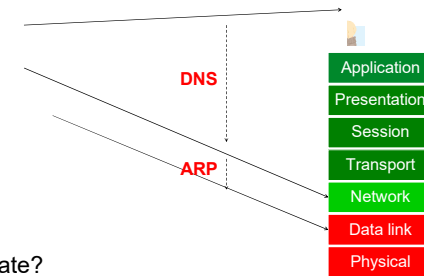 DNS
Application
Presentation
Session
Transport
ARP
Network
Data link
ate?
Physical